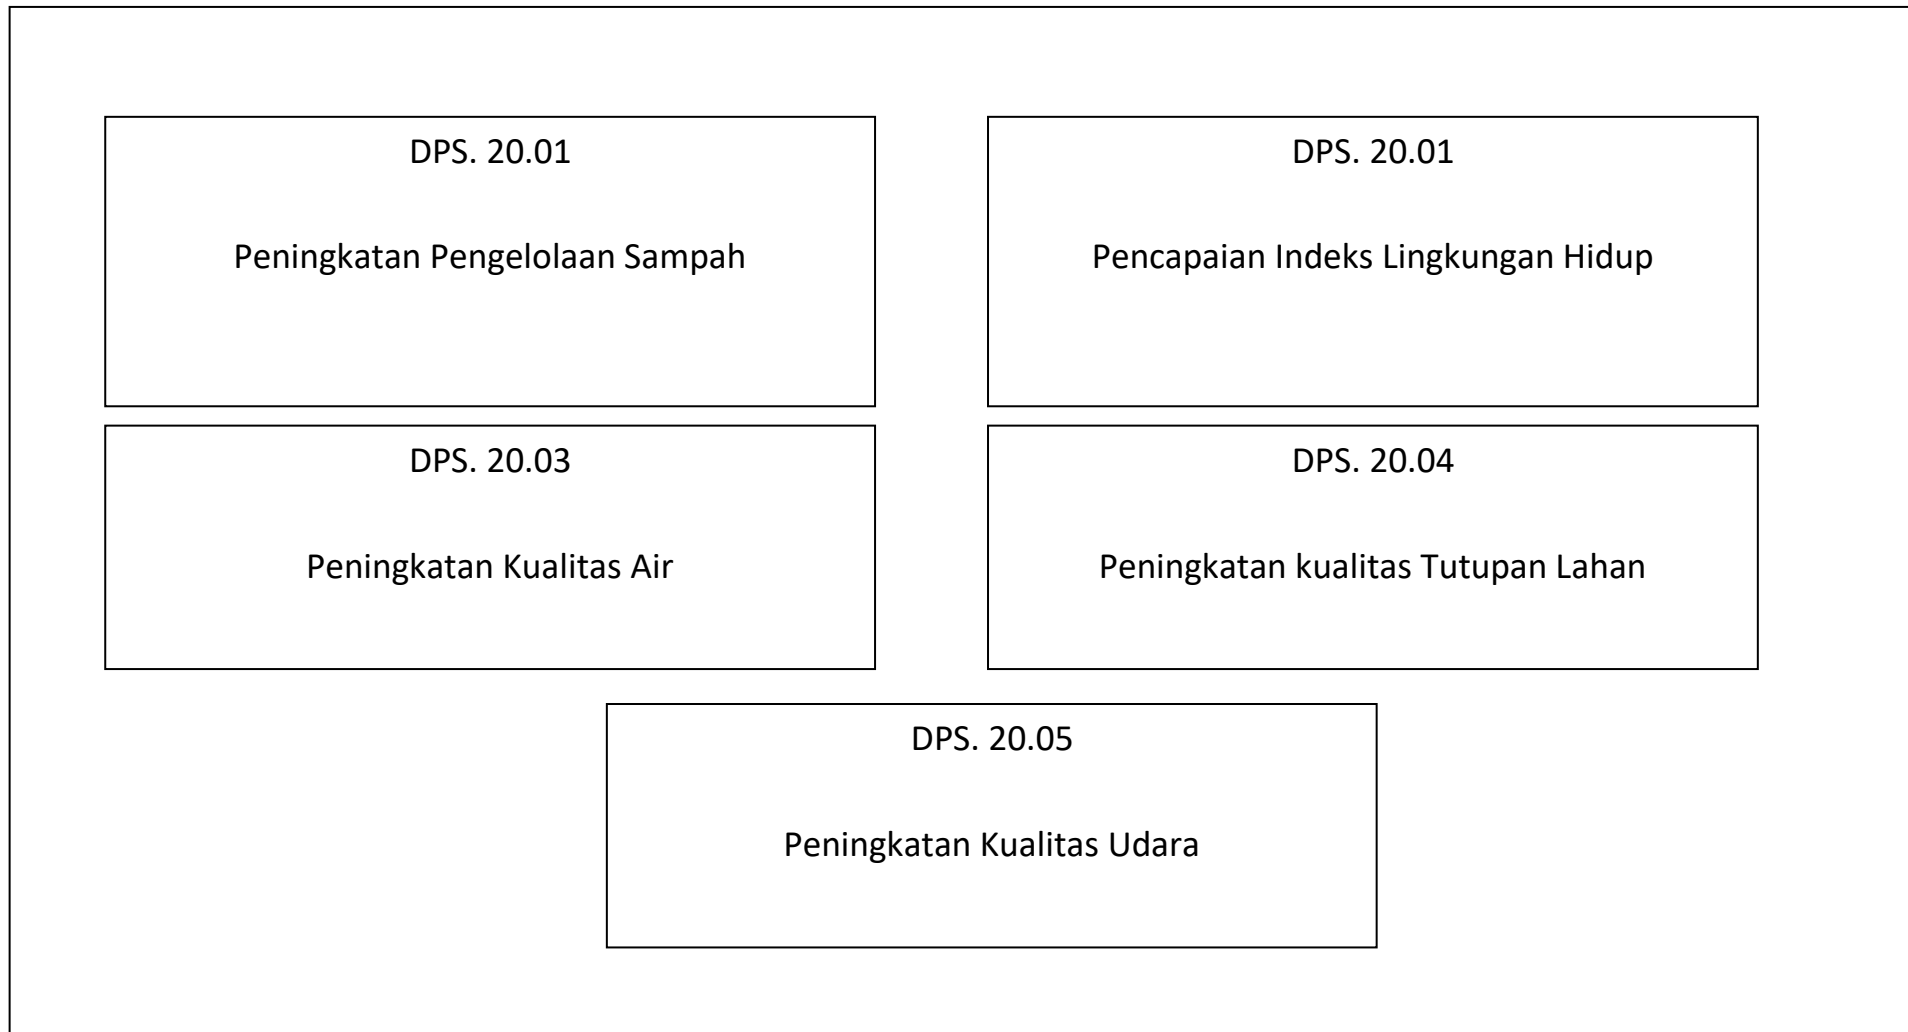 DPS. 20.01
Peningkatan Pengelolaan Sampah
DPS. 20.01
Pencapaian Indeks Lingkungan Hidup
DPS. 20.03
Peningkatan Kualitas Air
DPS. 20.04
Peningkatan kualitas Tutupan Lahan
DPS. 20.05
Peningkatan Kualitas Udara